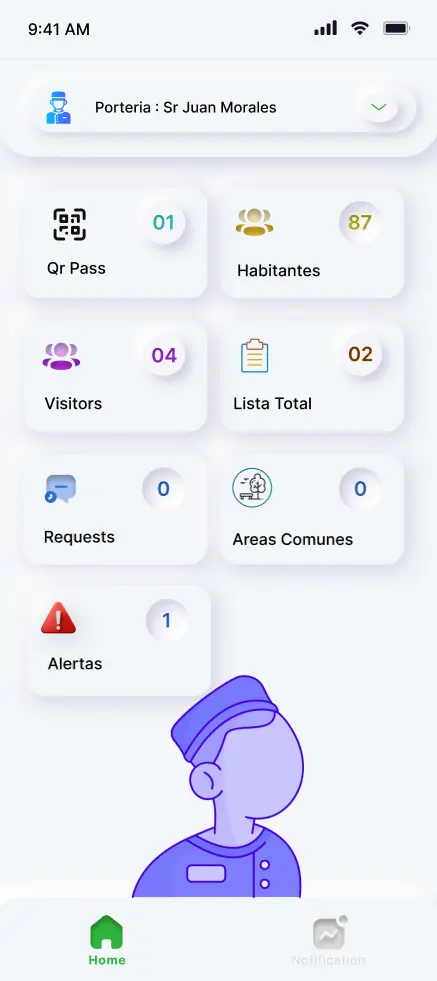 9:41 AM
Porteria : Sr Juan Morales
01
87
Qr Pass
Habitantes
04
02
Visitors
Lista Total
0
0
Requests
Areas Comunes
1
Alertas
Home
Notification